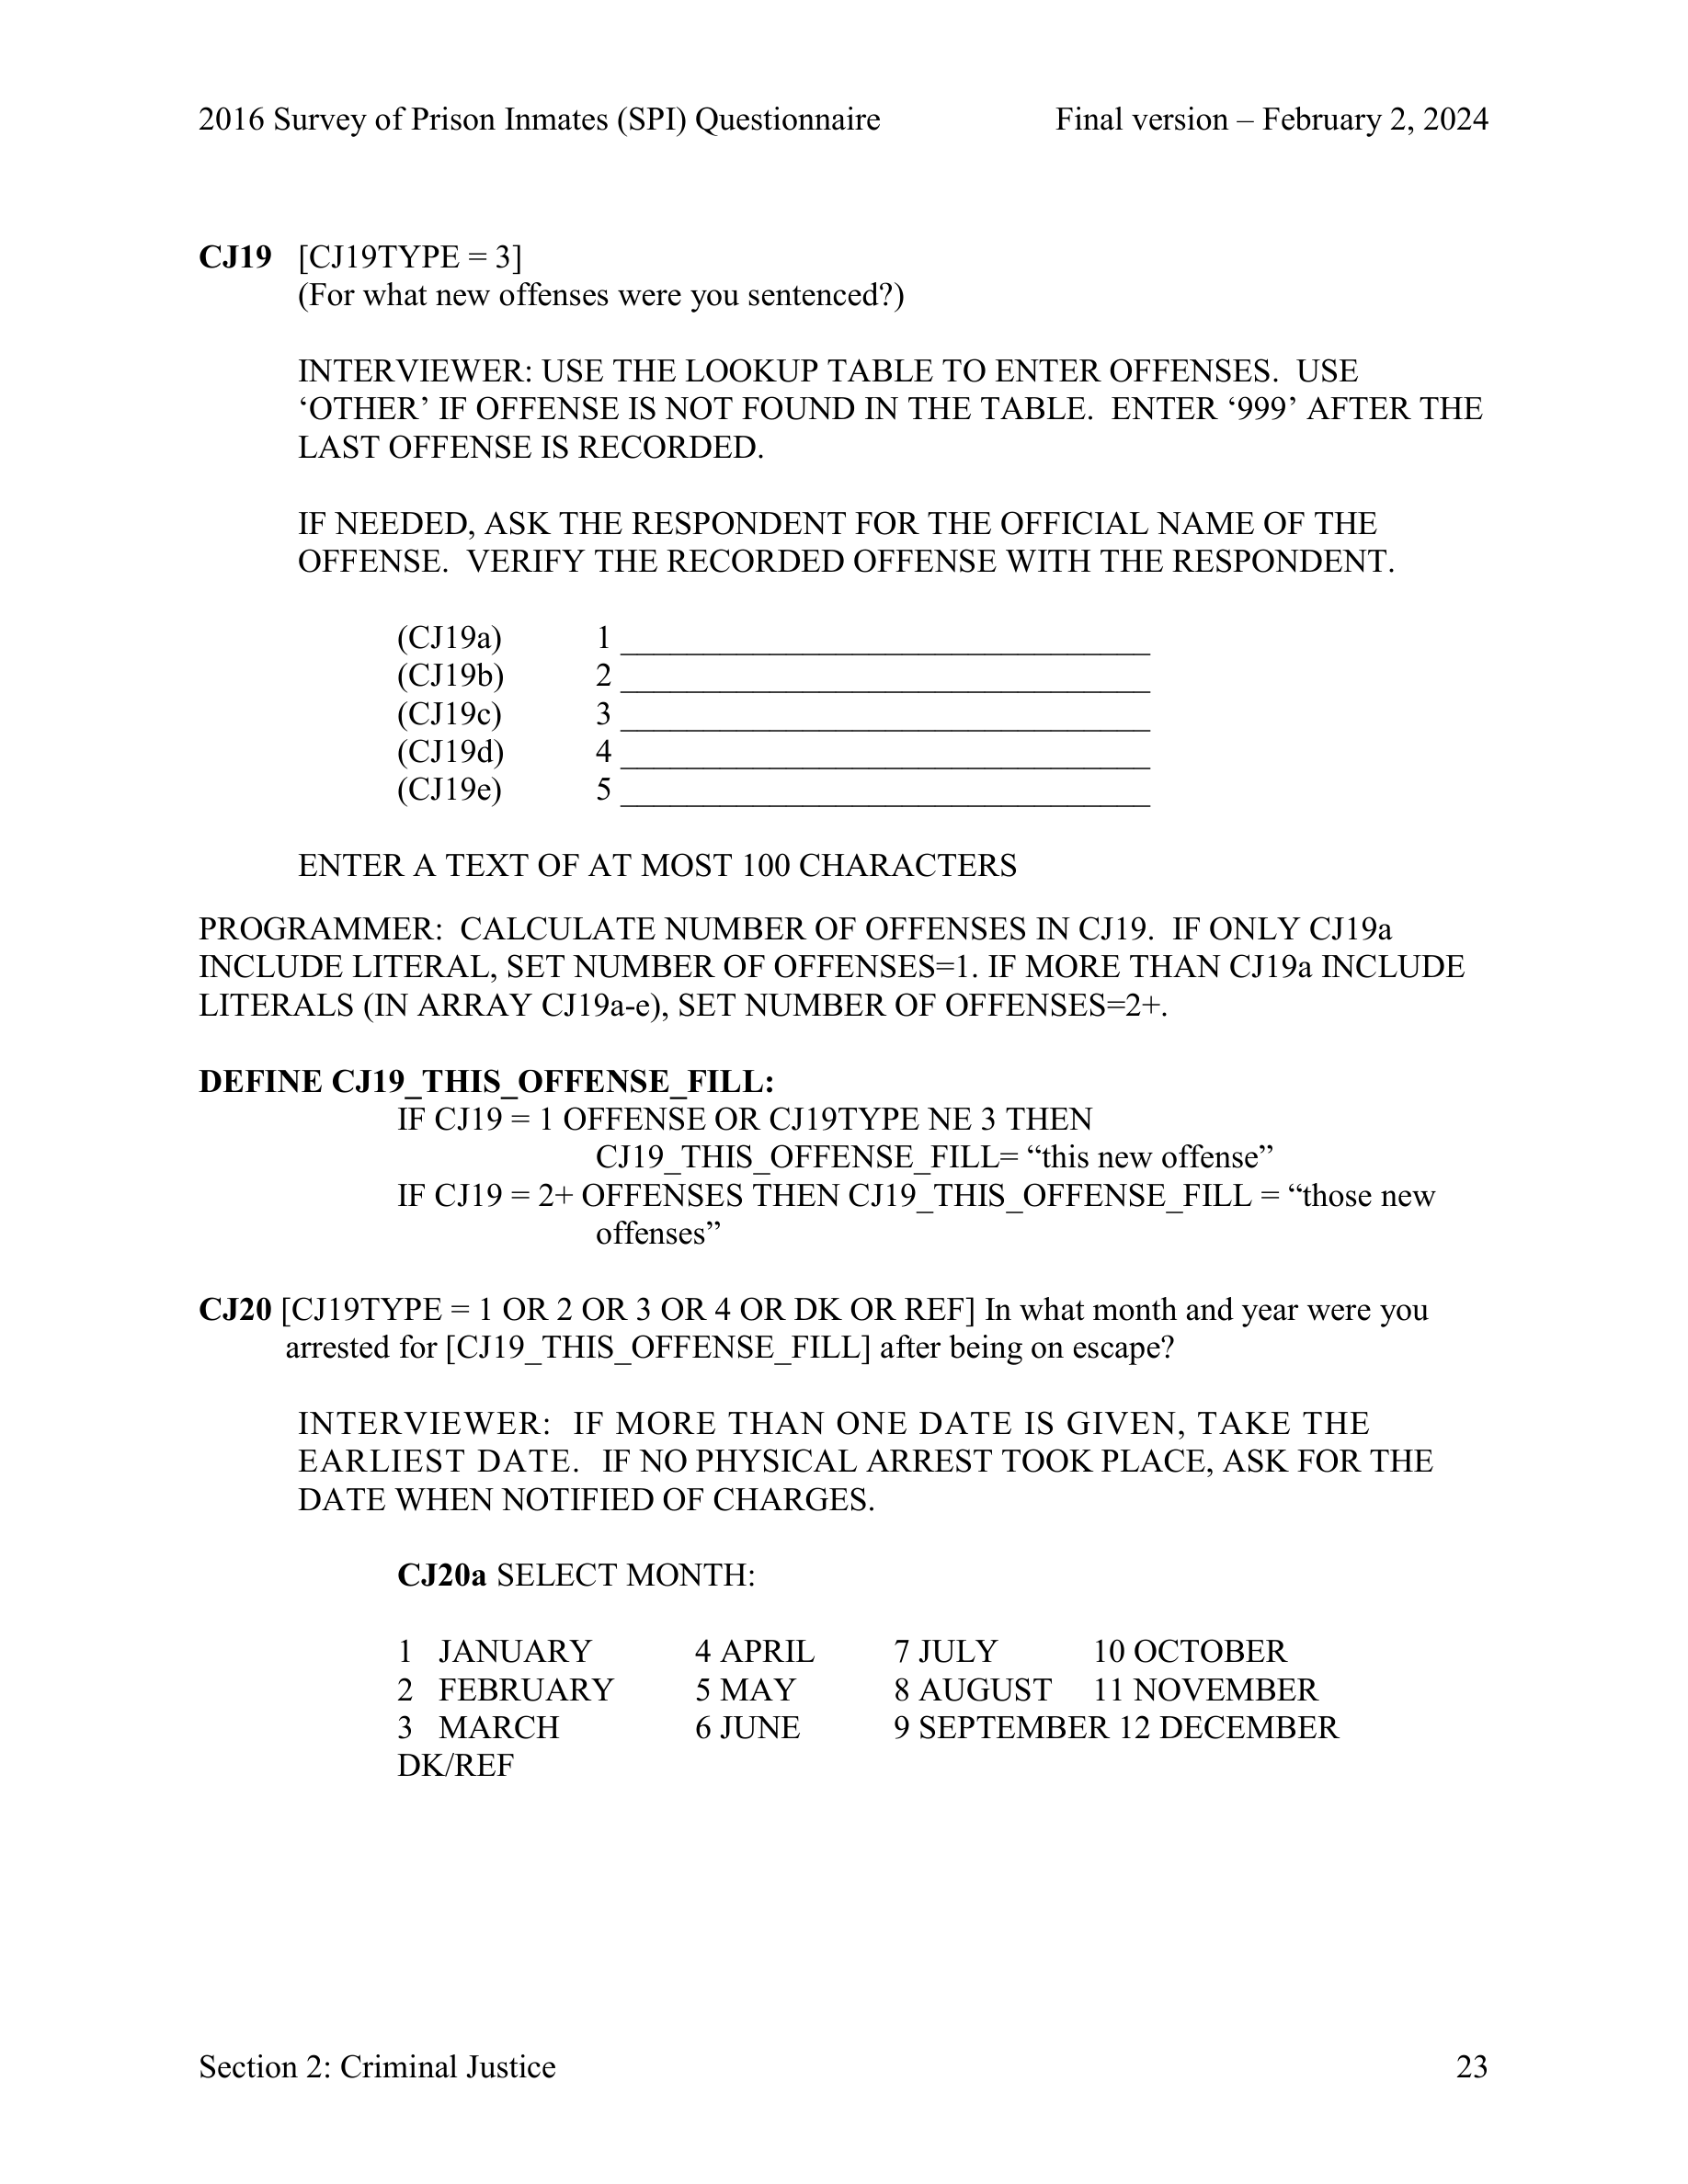 2016 Survey of Prison Inmates (SPI) Questionnaire Final version – February 2, 2024
CJ19 [CJ19TYPE = 3]
(For what new offenses were you sentenced?)
INTERVIEWER: USE THE LOOKUP TABLE TO ENTER OFFENSES. USE
‘OTHER’ IF OFFENSE IS NOT FOUND IN THE TABLE. ENTER ‘999’ AFTER THE
LAST OFFENSE IS RECORDED.
IF NEEDED, ASK THE RESPONDENT FOR THE OFFICIAL NAME OF THE
OFFENSE. VERIFY THE RECORDED OFFENSE WITH THE RESPONDENT.
(CJ19a) 1 ________________________________
(CJ19b) 2 ________________________________
(CJ19c) 3 ________________________________
(CJ19d) 4 ________________________________
(CJ19e) 5 ________________________________
ENTER A TEXT OF AT MOST 100 CHARACTERS
PROGRAMMER: CALCULATE NUMBER OF OFFENSES IN CJ19. IF ONLY CJ19a
INCLUDE LITERAL, SET NUMBER OF OFFENSES=1. IF MORE THAN CJ19a INCLUDE
LITERALS (IN ARRAY CJ19a-e), SET NUMBER OF OFFENSES=2+.
DEFINE CJ19_THIS_OFFENSE_FILL:
IF CJ19 = 1 OFFENSE OR CJ19TYPE NE 3 THEN
CJ19_THIS_OFFENSE_FILL= “this new offense”
IF CJ19 = 2+ OFFENSES THEN CJ19_THIS_OFFENSE_FILL = “those new
offenses”
CJ20 [CJ19TYPE = 1 OR 2 OR 3 OR 4 OR DK OR REF] In what month and year were you
arrested for [CJ19_THIS_OFFENSE_FILL] after being on escape?
INTERVIEWER: IF MORE THAN ONE DATE IS GIVEN, TAKE THE
EARLIEST DATE. IF NO PHYSICAL ARREST TOOK PLACE, ASK FOR THE
DATE WHEN NOTIFIED OF CHARGES.
CJ20a SELECT MONTH:
1 JANUARY 4 APRIL 7 JULY 10 OCTOBER
2 FEBRUARY 5 MAY 8 AUGUST 11 NOVEMBER
3 MARCH 6 JUNE 9 SEPTEMBER 12 DECEMBER
DK/REF
Section 2: Criminal Justice 23